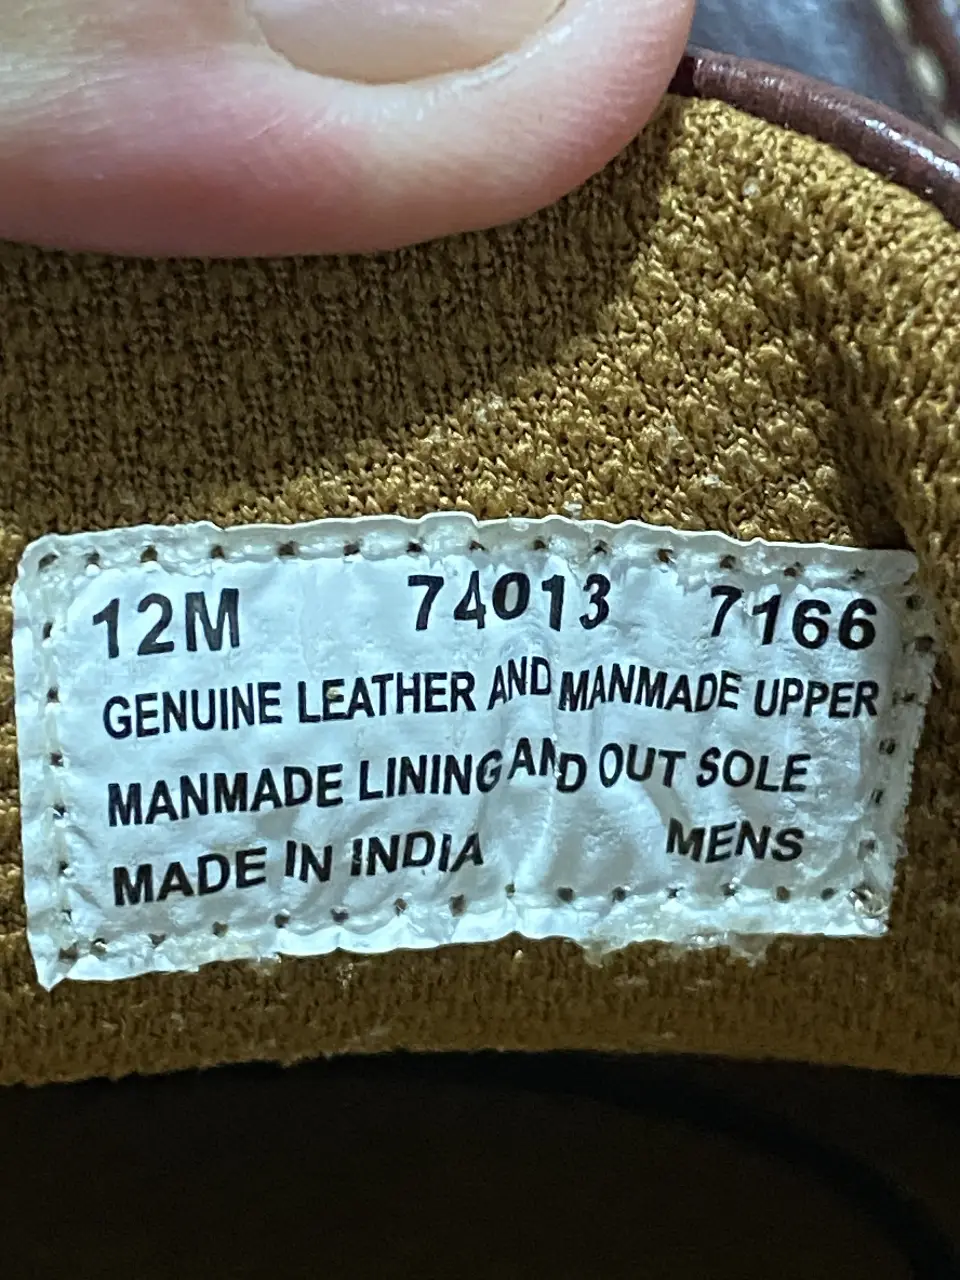 12M 74013 7166
GENUINE LEATHER AND MANMADE UPPER
MANMADE LINING AND OUT SOLE
MADE IN INDIA MENS